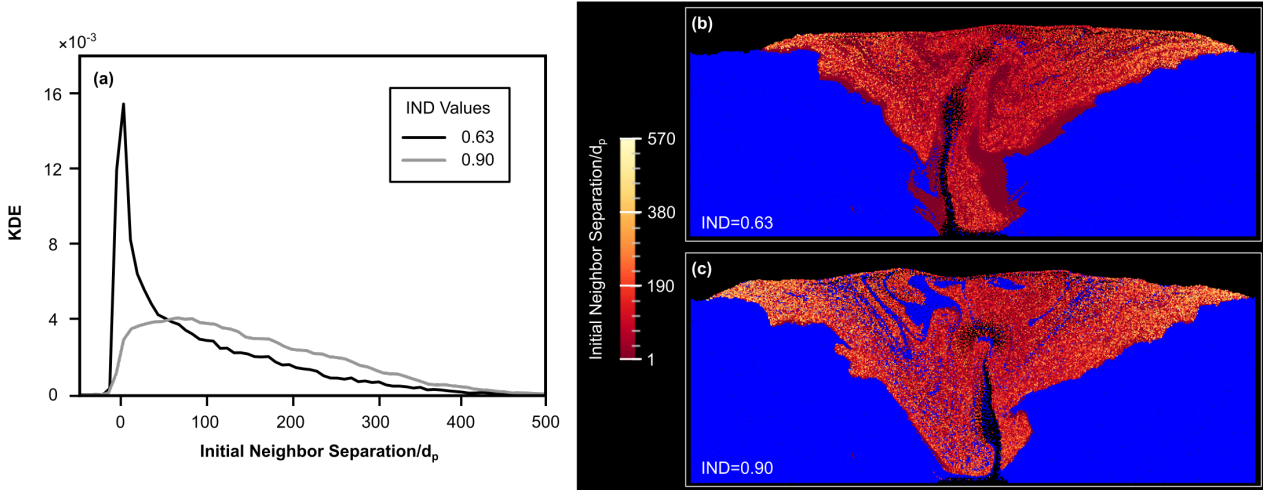 ×10⁻³
(a)
16
12
8
4
0
KDE
IND Values
0.63
0.90
0
100
200
300
400
500
Initial Neighbor Separation/dₚ
Initial Neighbor Separation/dₚ
570
380
190
1
(b)
IND=0.63
(c)
IND=0.90